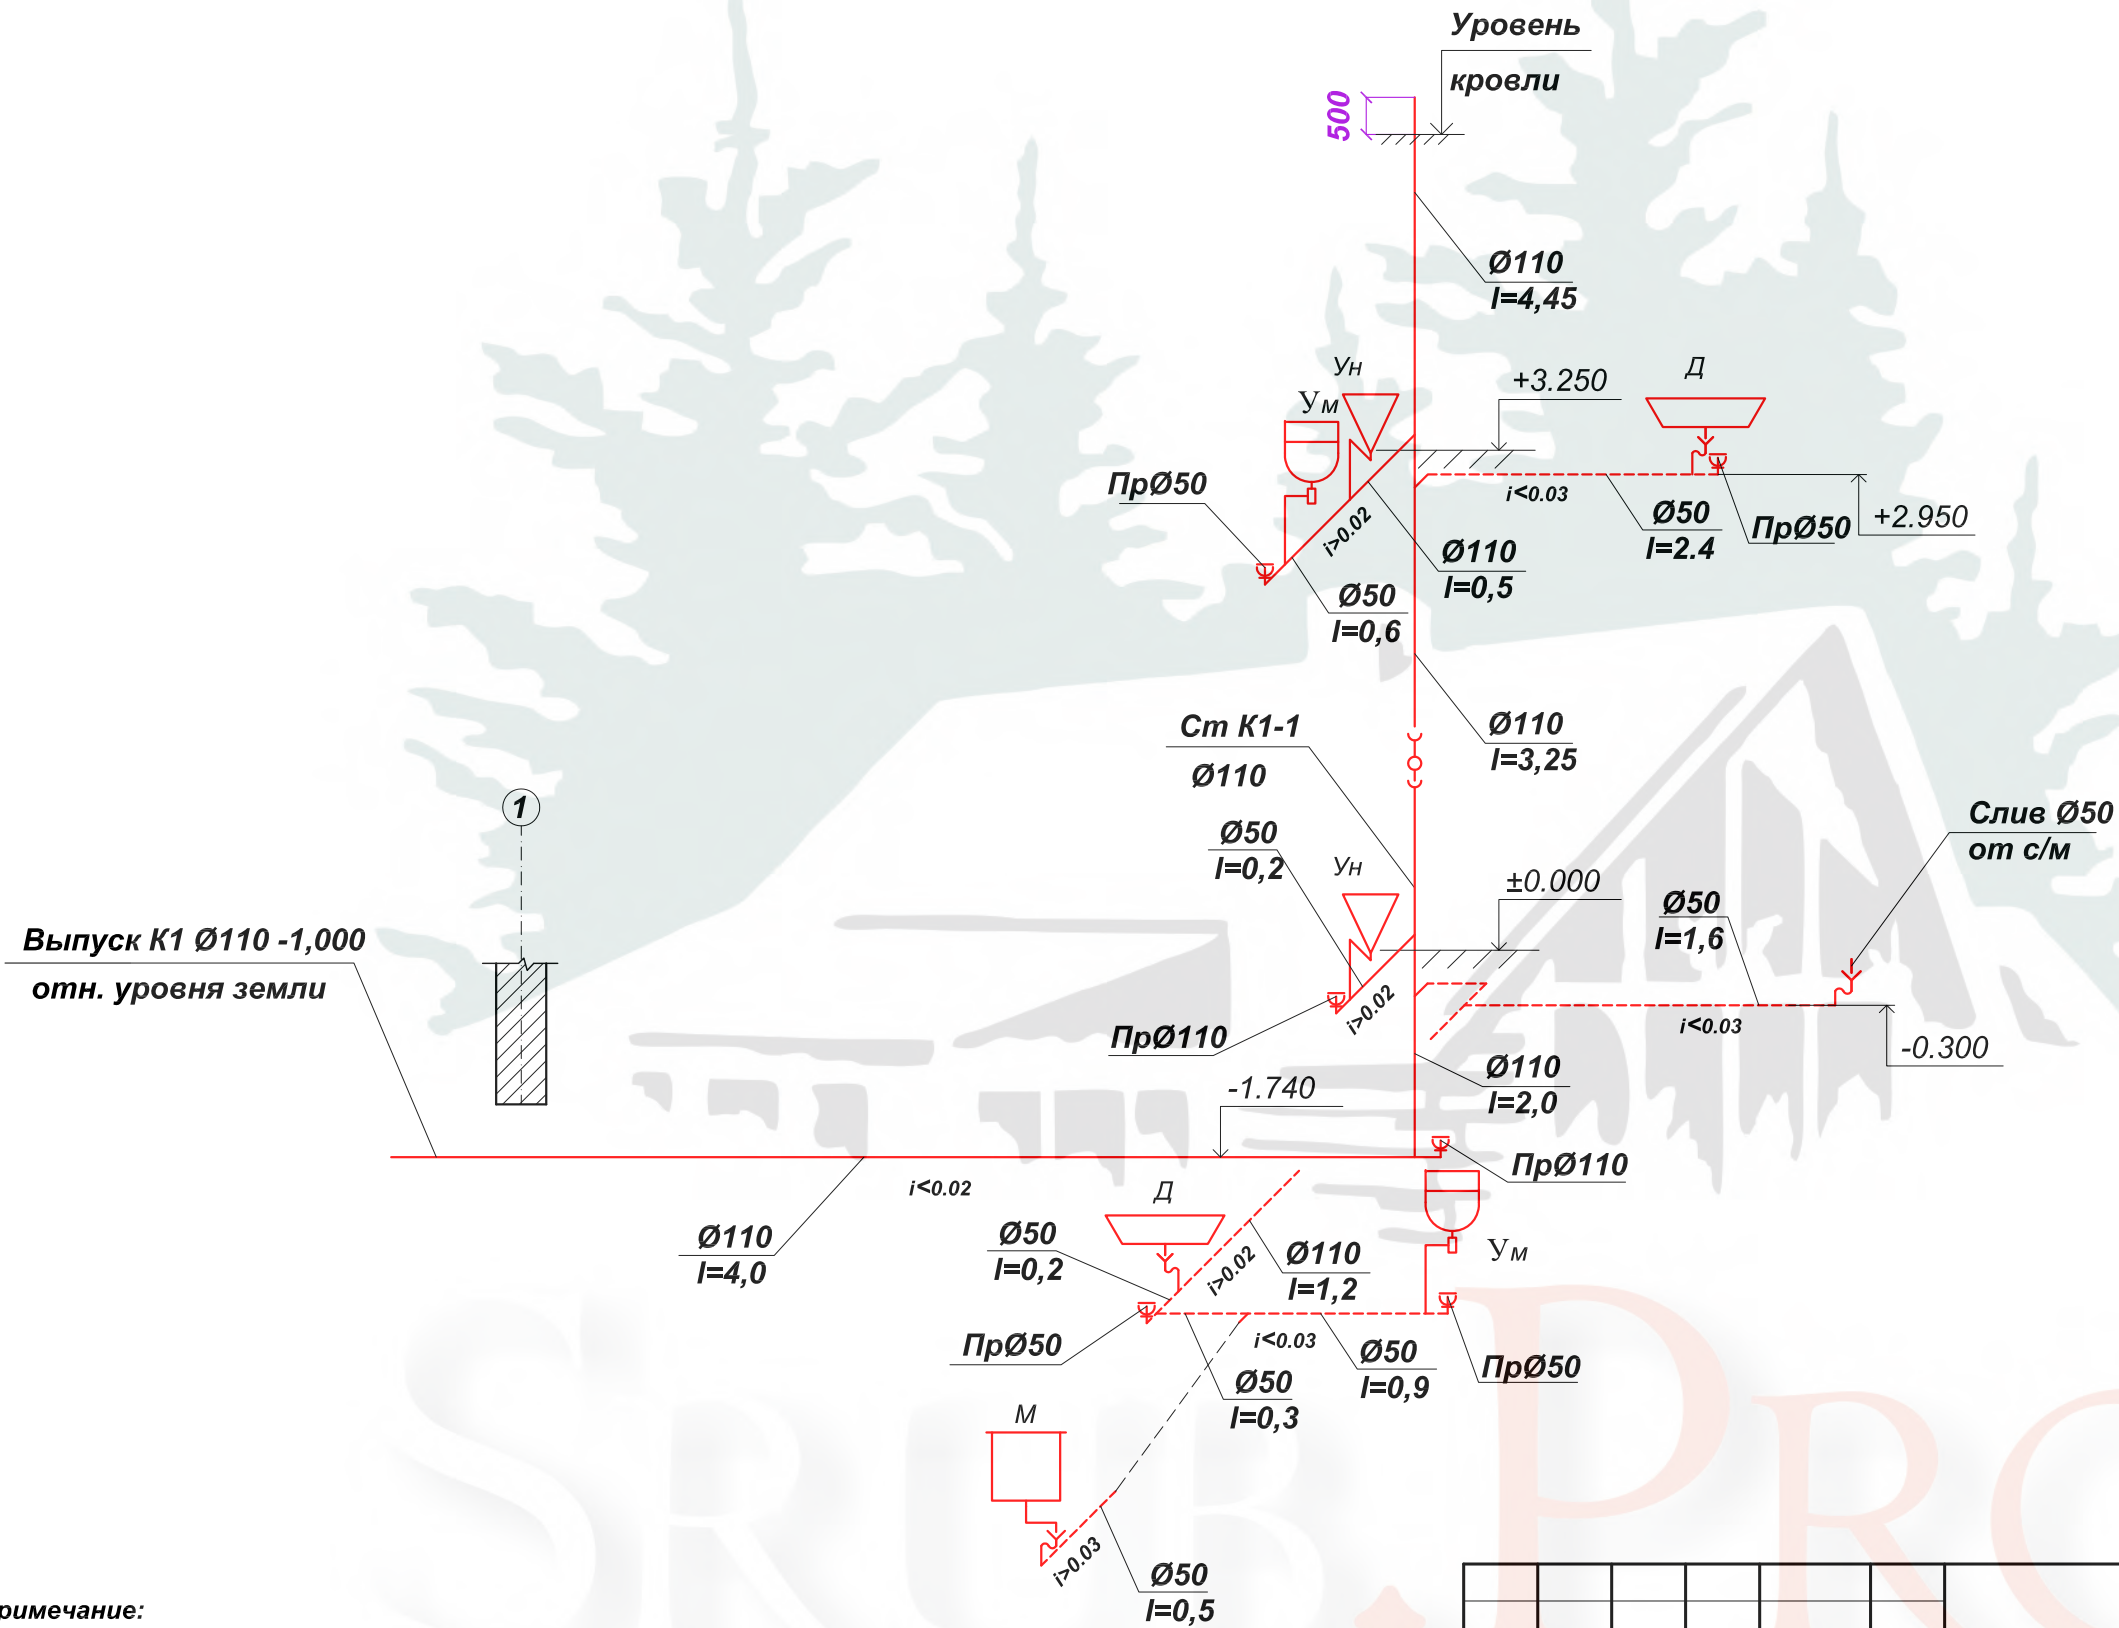 Уровень
кровли
500
Ø110
l=4,45
Ун
Ум
+3.250
Д
ПрØ50
i>0.02
i<0.03
Ø50
l=2.4
ПрØ50
+2.950
Ø110
l=0,5
Ø50
l=0,6
Ст К1-1
Ø110
Ø110
l=3,25
1
Ø50
l=0,2
Ун
±0.000
Слив Ø50
от с/м
Ø50
l=1,6
Выпуск К1 Ø110 -1,000
отн. уровня земли
i>0.02
i<0.03
ПрØ110
-0.300
-1.740
Ø110
l=2,0
ПрØ110
i<0.02
Д
Ø110
l=4,0
Ø50
l=0,2
i>0.02
Ø110
l=1,2
Ум
ПрØ50
i<0.03
Ø50
l=0,9
ПрØ50
Ø50
l=0,3
М
i>0.03
Ø50
l=0,5
римечание:
SRUB.PRO